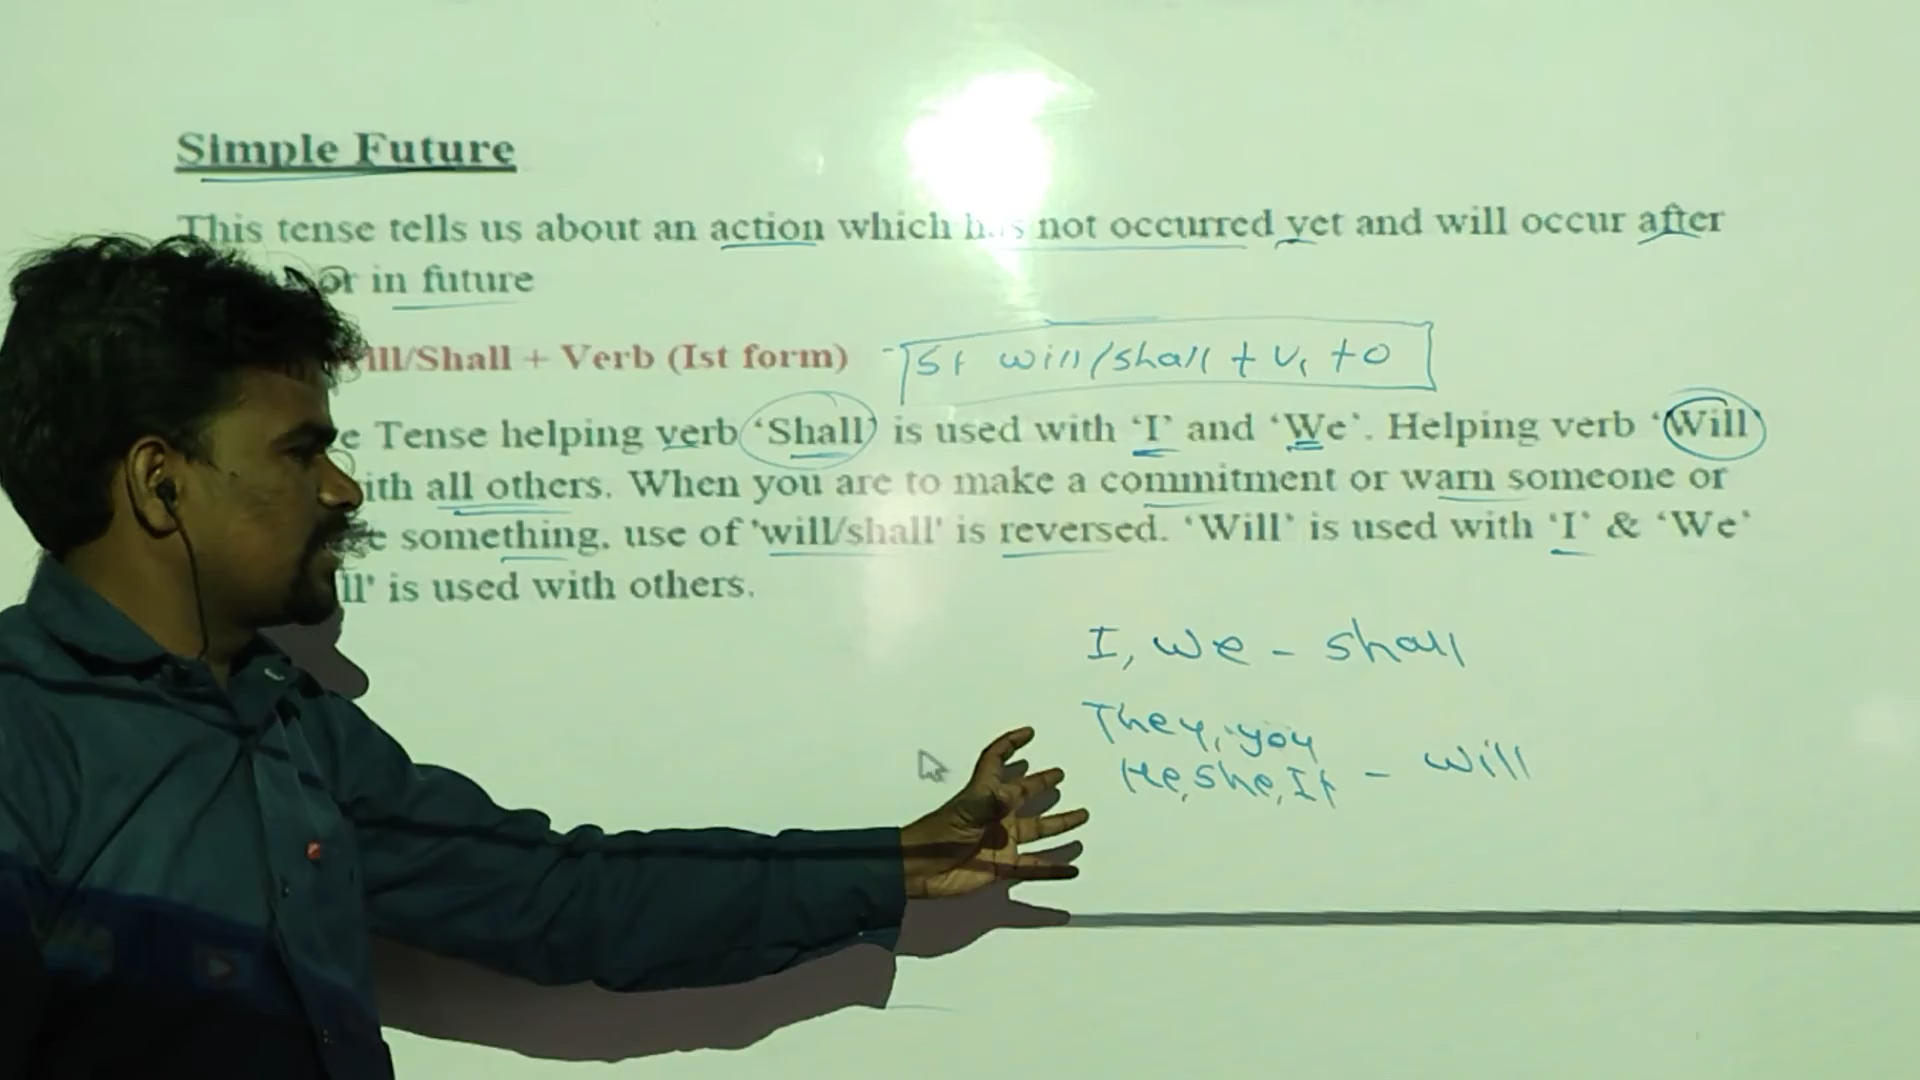 Simple Future
This tense tells us about an action which has not occurred yet and will occur after
or in future
ill/Shall + Verb (Ist form)
S+ will/shall + V1 + O
e Tense helping verb 'Shall' is used with 'I' and 'We'. Helping verb 'Will'
ith all others. When you are to make a commitment or warn someone or
e something, use of 'will/shall' is reversed. 'Will' is used with 'I' & 'We'
ll' is used with others.
I, we - shall
They, you
He, she, It - will